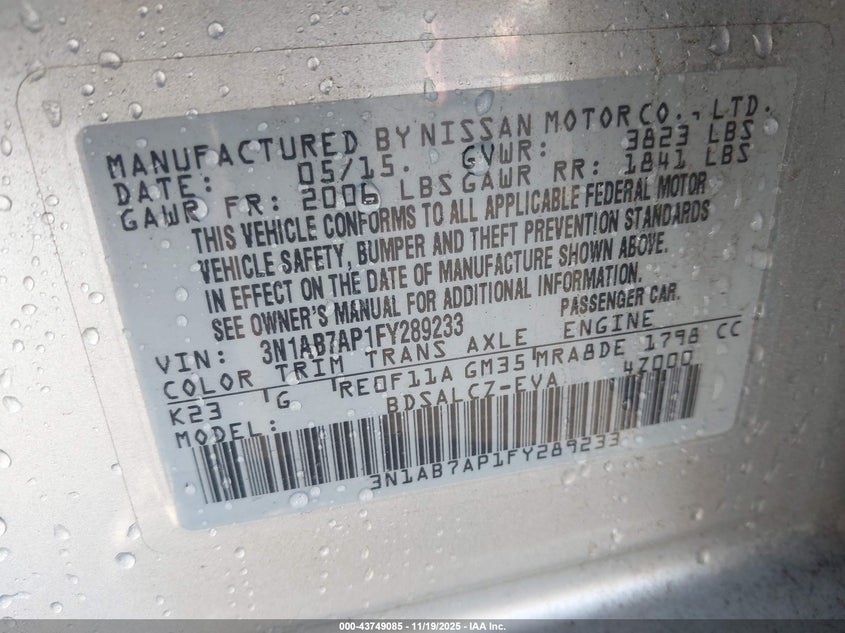 MANUFACTURED BY NISSAN MOTOR CO., LTD.
DATE: 05/15. GVWR: 3823 LBS
GAWR FR: 2006 LBS GAWR RR: 1841 LBS
THIS VEHICLE CONFORMS TO ALL APPLICABLE FEDERAL MOTOR
VEHICLE SAFETY, BUMPER AND THEFT PREVENTION STANDARDS
IN EFFECT ON THE DATE OF MANUFACTURE SHOWN ABOVE.
SEE OWNER'S MANUAL FOR ADDITIONAL INFORMATION.
VIN: 3N1AB7AP1FY289233 PASSENGER CAR.
COLOR TRIM TRANS AXLE ENGINE
K23 G RE0F11A GM35 MRA8DE 1798 CC
MODEL: BDSALCZ-EVA 47000
3N1AB7AP1FY289233
000-43749085 - 11/19/2025 - IAA Inc.